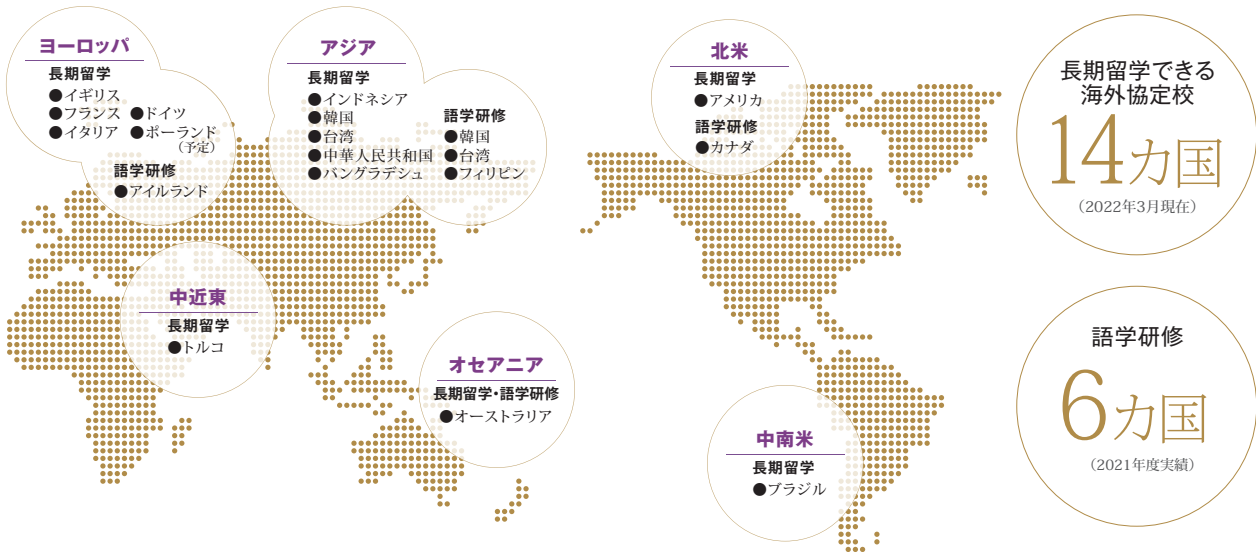 ヨーロッパ
長期留学
●イギリス
●フランス ●ドイツ
●イタリア ●ポーランド
(予定)
語学研修
●アイルランド
アジア
長期留学
●インドネシア
●韓国
●台湾
●中華人民共和国
●バングラデシュ
語学研修
●韓国
●台湾
●フィリピン
北米
長期留学
●アメリカ
語学研修
●カナダ
中近東
長期留学
●トルコ
オセアニア
長期留学・語学研修
●オーストラリア
中南米
長期留学
●ブラジル
長期留学できる
海外協定校
14カ国
(2022年3月現在)
語学研修
6カ国
(2021年度実績)